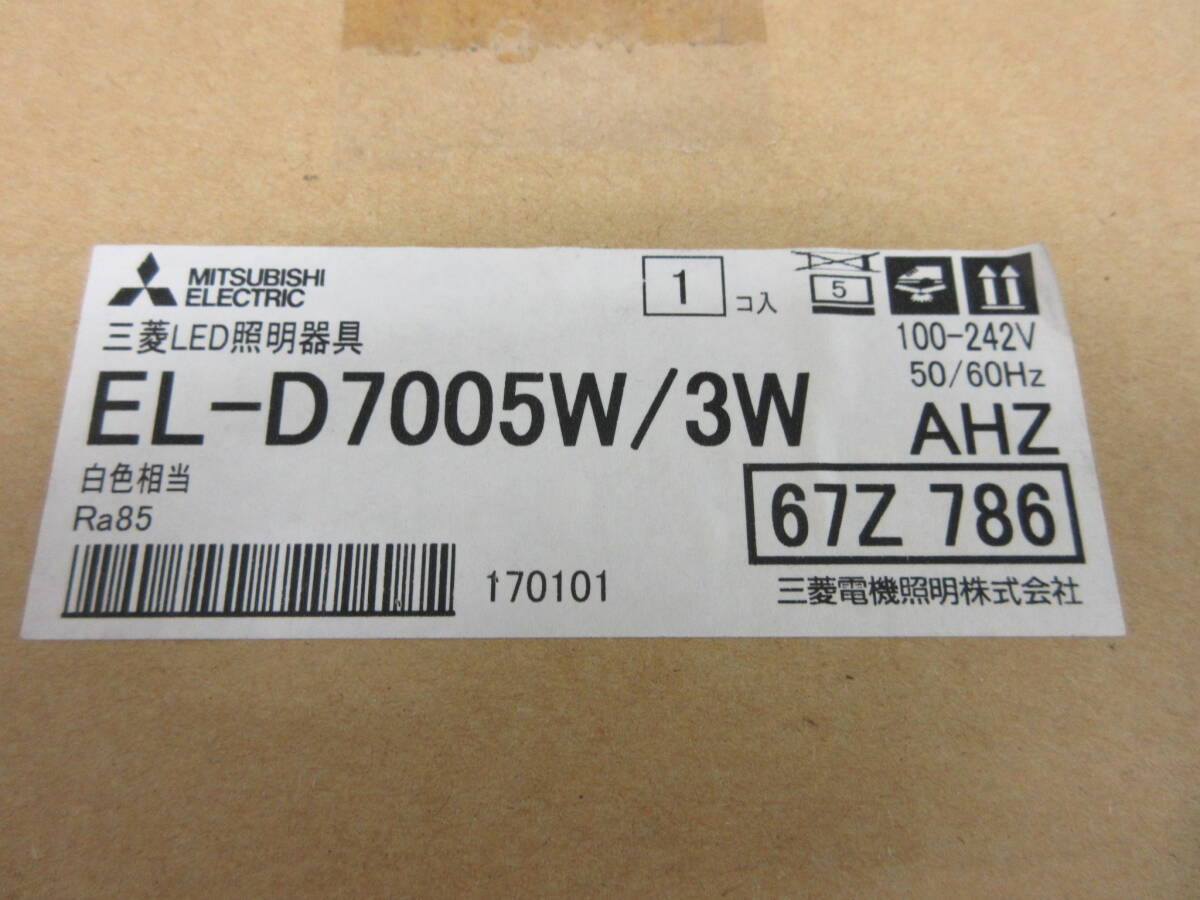 MITSUBISHI
ELECTRIC
1 コ入
5
三菱LED照明器具
100-242V
50/60Hz
EL-D7005W/3W AHZ
白色相当
Ra85
67Z 786
170101
三菱電機照明株式会社